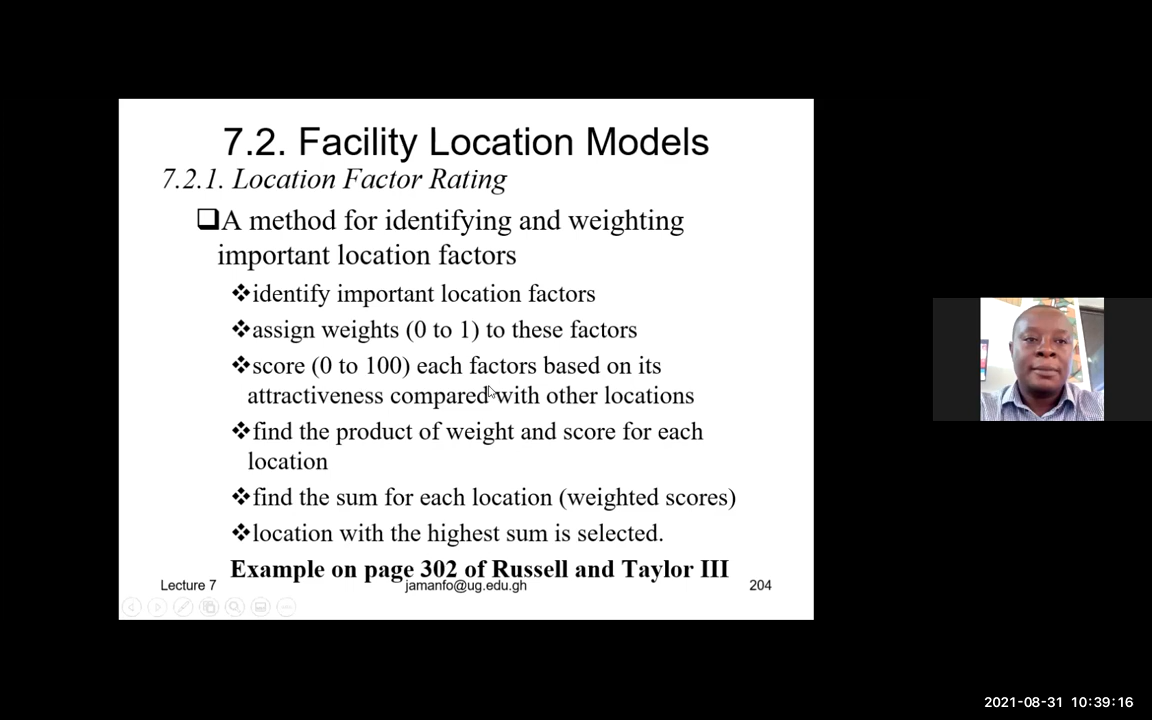 7.2. Facility Location Models
7.2.1. Location Factor Rating
A method for identifying and weighting
important location factors
identify important location factors
assign weights (0 to 1) to these factors
score (0 to 100) each factors based on its
attractiveness compared with other locations
find the product of weight and score for each
location
find the sum for each location (weighted scores)
location with the highest sum is selected.
Example on page 302 of Russell and Taylor III
Lecture 7 jamanfo@ug.edu.gh 204
2021-08-31 10:39:16